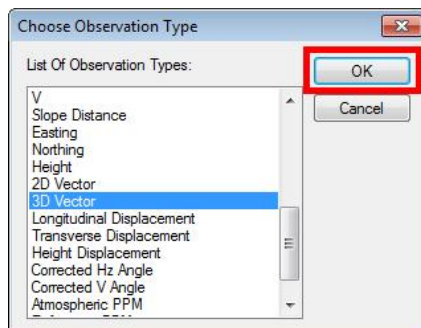 Choose Observation Type
List Of Observation Types:
OK
Cancel
V
Slope Distance
Easting
Northing
Height
2D Vector
3D Vector
Longitudinal Displacement
Transverse Displacement
Height Displacement
Corrected Hz Angle
Corrected V Angle
Atmospheric PPM